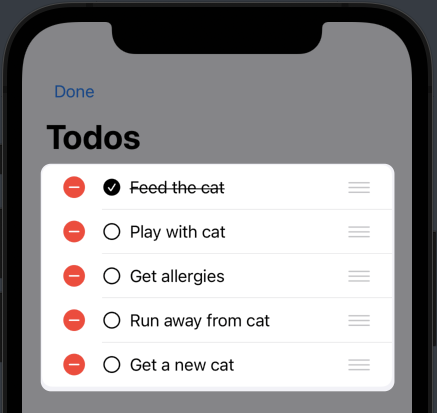 Done
Todos
Feed the cat
Play with cat
Get allergies
Run away from cat
Get a new cat